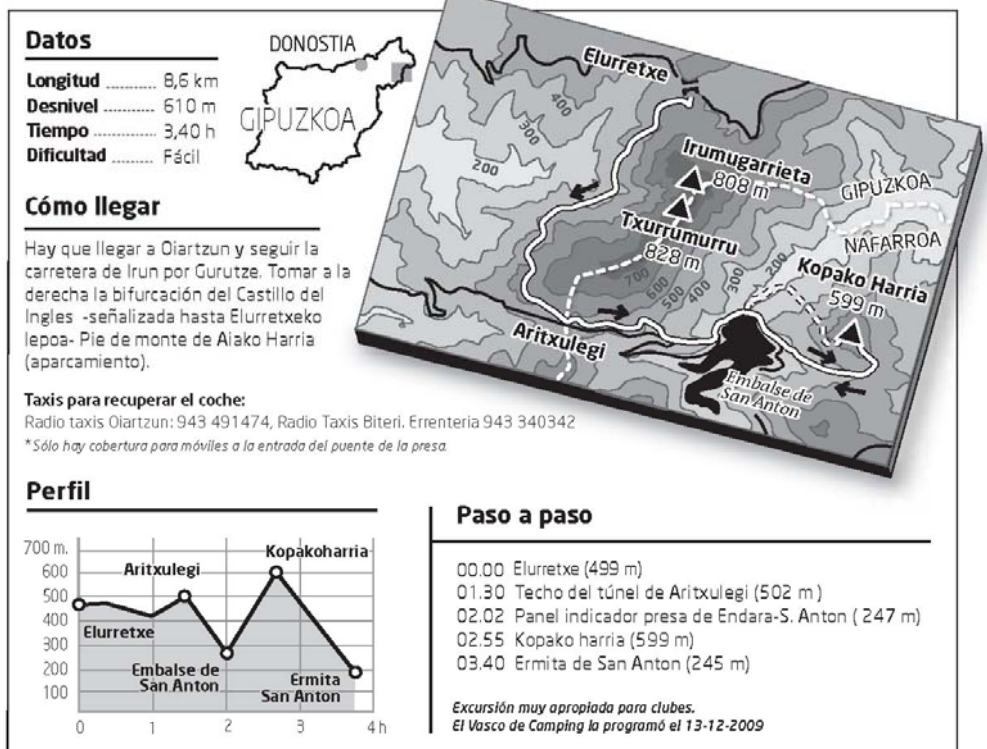 Datos
Longitud ........... 8,6 km
Desnivel .......... 610 m
Tiempo ............. 3,40 h
Dificultad ......... Fácil
DONOSTIA
GIPUZKOA
Cómo llegar
Hay que llegar a Oiartzun y seguir la
carretera de Irun por Gurutze. Tomar a la
derecha la bifurcación del Castillo del
Ingles -señalizada hasta Elurretxeko
lepoa- Pie de monte de Aiako Harria
(aparcamiento).
Taxis para recuperar el coche:
Radio taxis Oiartzun: 943 491474, Radio Taxis Biteri. Errenteria 943 340342
*Sólo hay cobertura para móviles a la entrada del puente de la presa.
Elurretxe
400
300
200
Irumugarrieta
808 m
Txurrumurru
828 m
GIPUZKOA
NAFARROA
Kopako Harria
599 m
700
600
500
400
300
200
Aritxulegi
Embalse de
San Anton
Perfil
700 m.
600
500
400
300
200
100
Kopakoharria
Aritxulegi
Elurretxe
Embalse de
San Anton
Ermita
San Anton
0 1 2 3 4 h
Paso a paso
00.00 Elurretxe (499 m)
01.30 Techo del túnel de Aritxulegi (502 m )
02.02 Panel indicador presa de Endara-S. Anton ( 247 m)
02.55 Kopako harria (599 m)
03.40 Ermita de San Anton (245 m)
Excursión muy apropiada para clubes.
El Vasco de Camping la programó el 13-12-2009